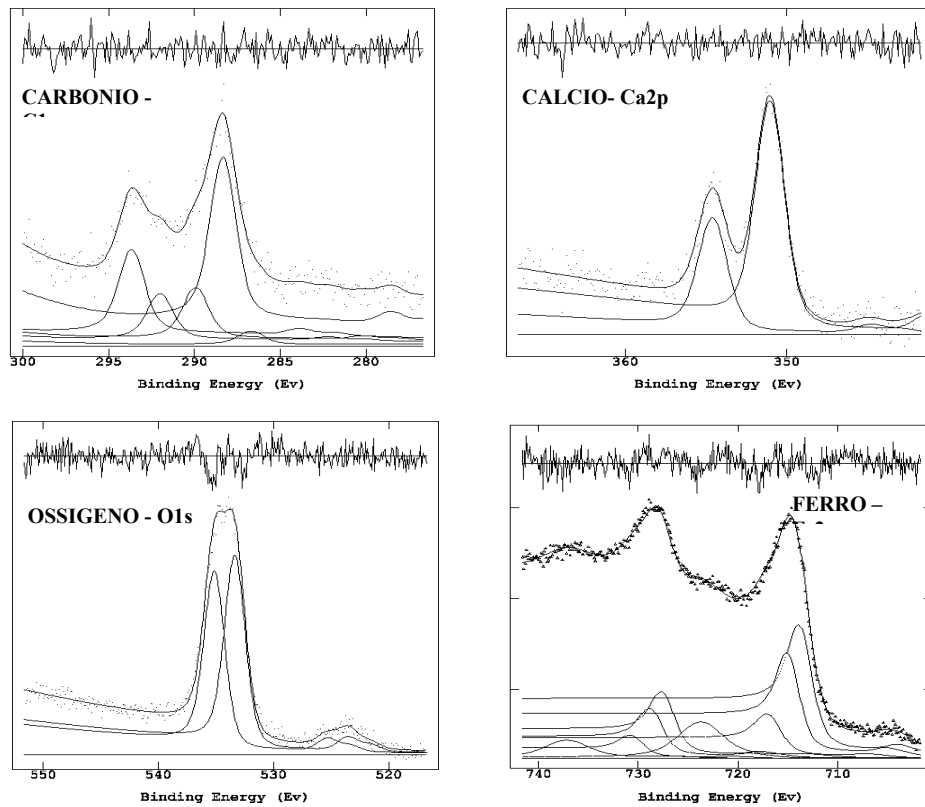 CARBONIO -
300 295 290 285 280
Binding Energy (Ev)
CALCIO- Ca2p
360 350
Binding Energy (Ev)
OSSIGENO - O1s
550 540 530 520
Binding Energy (Ev)
FERRO –
740 730 720 710
Binding Energy (Ev)